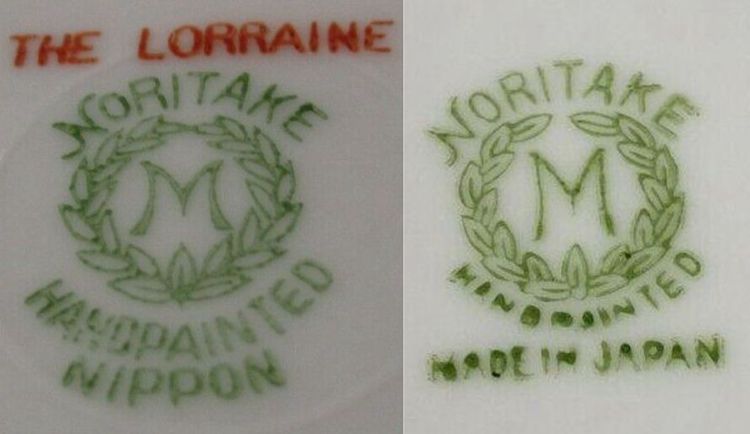 THE LORRAINE
NORITAKE
M
HANDPAINTED
NIPPON
NORITAKE
M
HANDPAINTED
MADE IN JAPAN